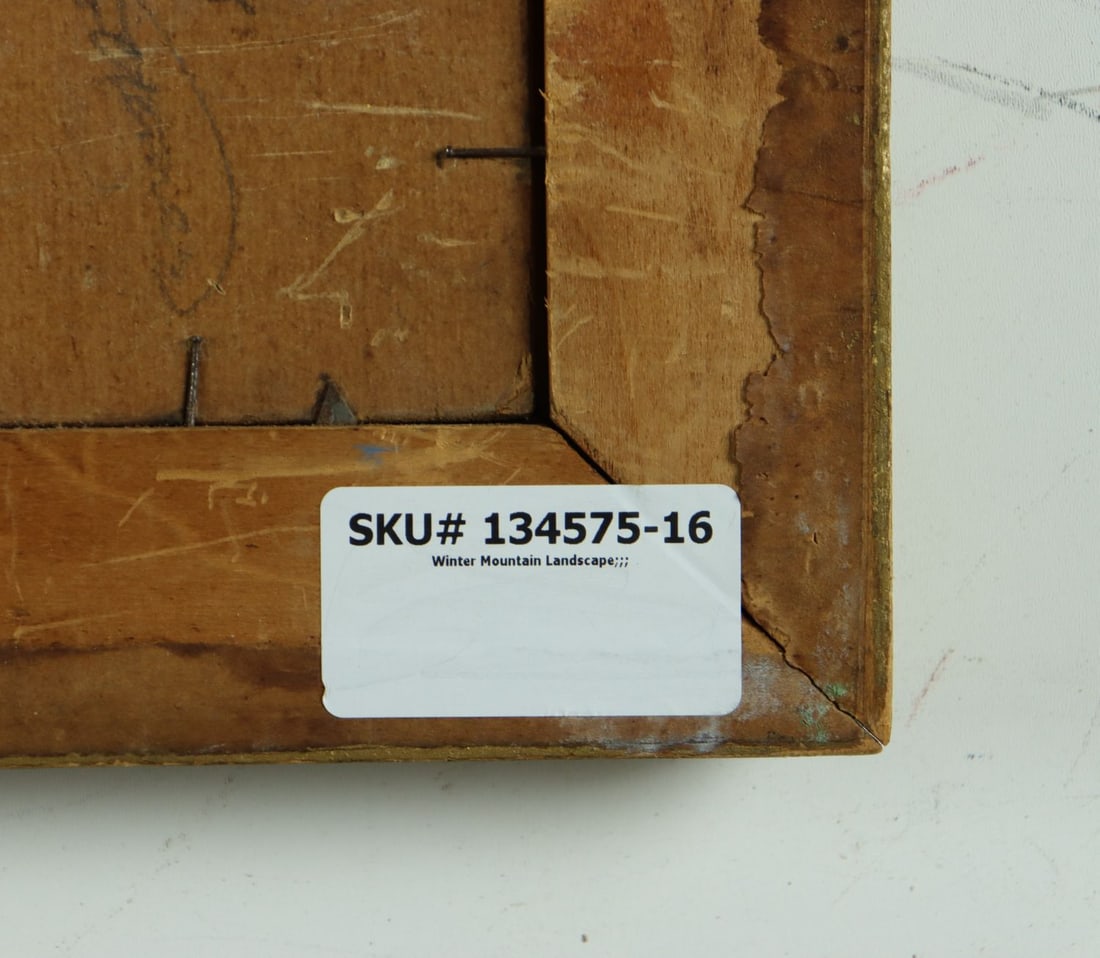 SKU# 134575-16
Winter Mountain Landscape;;;